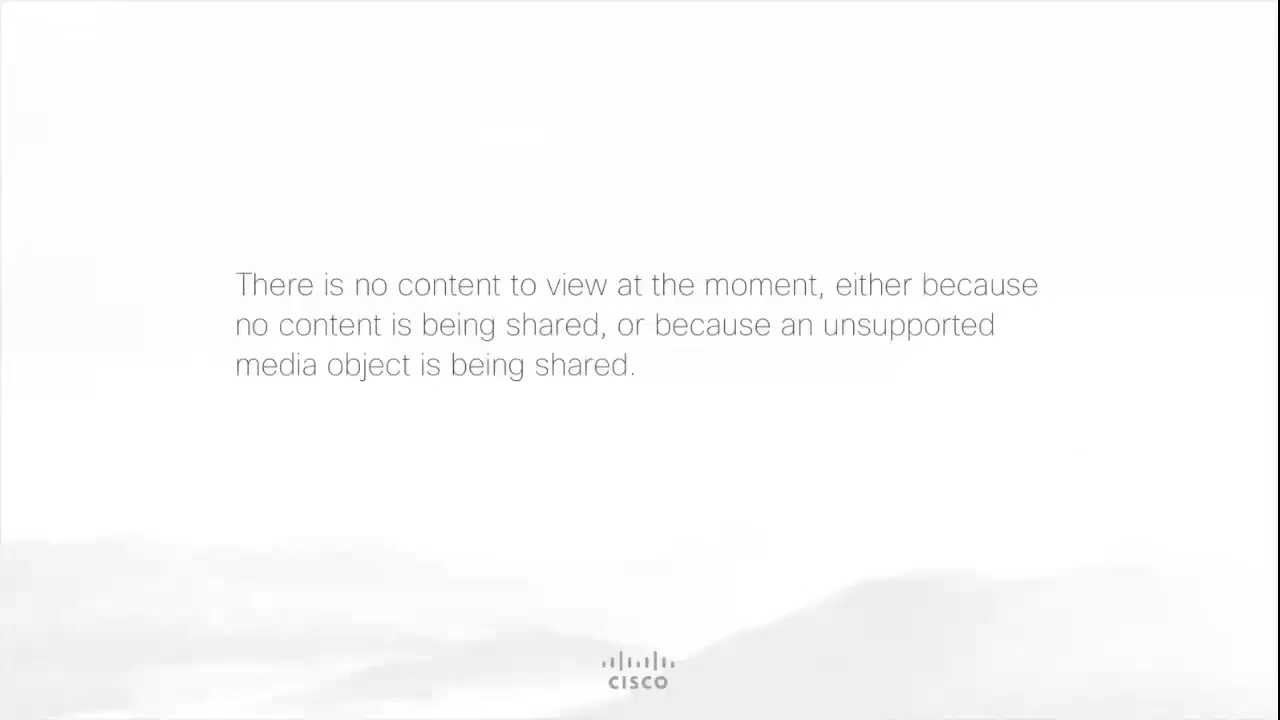 There is no content to view at the moment, either because
no content is being shared, or because an unsupported
media object is being shared.
CISCO